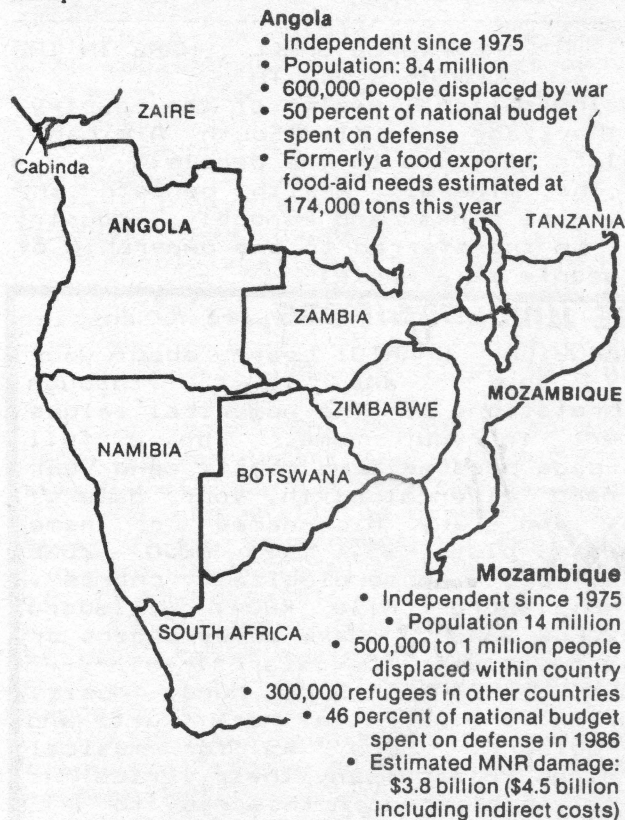 Angola
• Independent since 1975
• Population: 8.4 million
• 600,000 people displaced by war
• 50 percent of national budget
spent on defense
• Formerly a food exporter;
food-aid needs estimated at
174,000 tons this year
ZAIRE
Cabinda
ANGOLA
TANZANIA
ZAMBIA
MOZAMBIQUE
ZIMBABWE
NAMIBIA
BOTSWANA
SOUTH AFRICA
Mozambique
• Independent since 1975
• Population 14 million
• 500,000 to 1 million people
displaced within country
• 300,000 refugees in other countries
• 46 percent of national budget
spent on defense in 1986
• Estimated MNR damage:
$3.8 billion ($4.5 billion
including indirect costs)